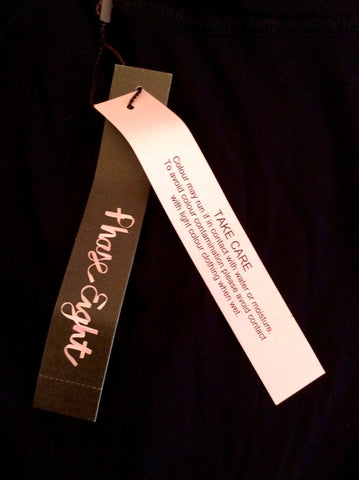 Phase Eight
TAKE CARE
Colour may run if in contact with water or moisture.
To avoid colour contamination please avoid contact
with light colour clothing when wet.